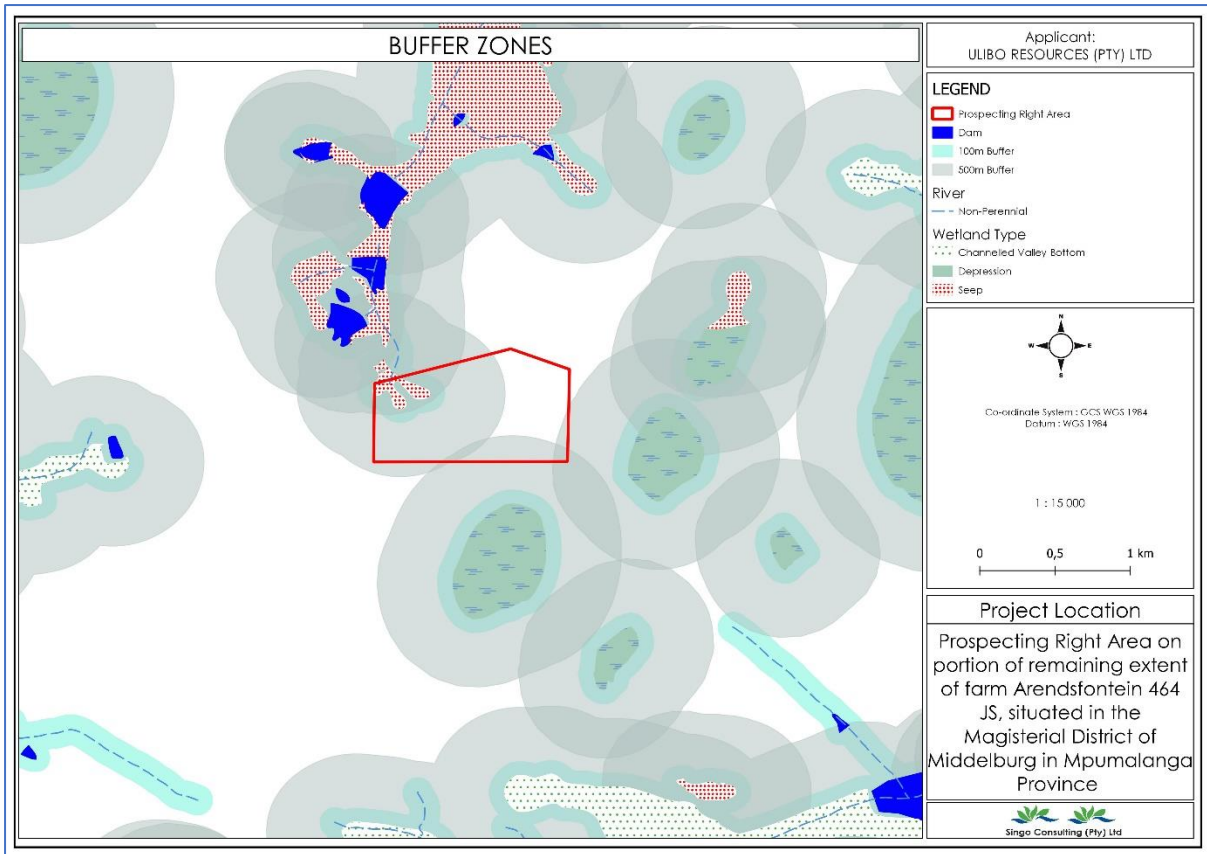 BUFFER ZONES
Applicant:
ULIBO RESOURCES (PTY) LTD
LEGEND
Prospecting Right Area
Dam
100m Buffer
500m Buffer
River
Non-Perennial
Wetland Type
Channeled Valley Bottom
Depression
Seep
N
W E
S
Co-ordinate System : GCS WGS 1984
Datum : WGS 1984
1 : 15 000
0 0,5 1 km
Project Location
Prospecting Right Area on
portion of remaining extent
of farm Arendsfontein 464
JS, situated in the
Magisterial District of
Middelburg in Mpumalanga
Province
Singo Consulting (Pty) Ltd